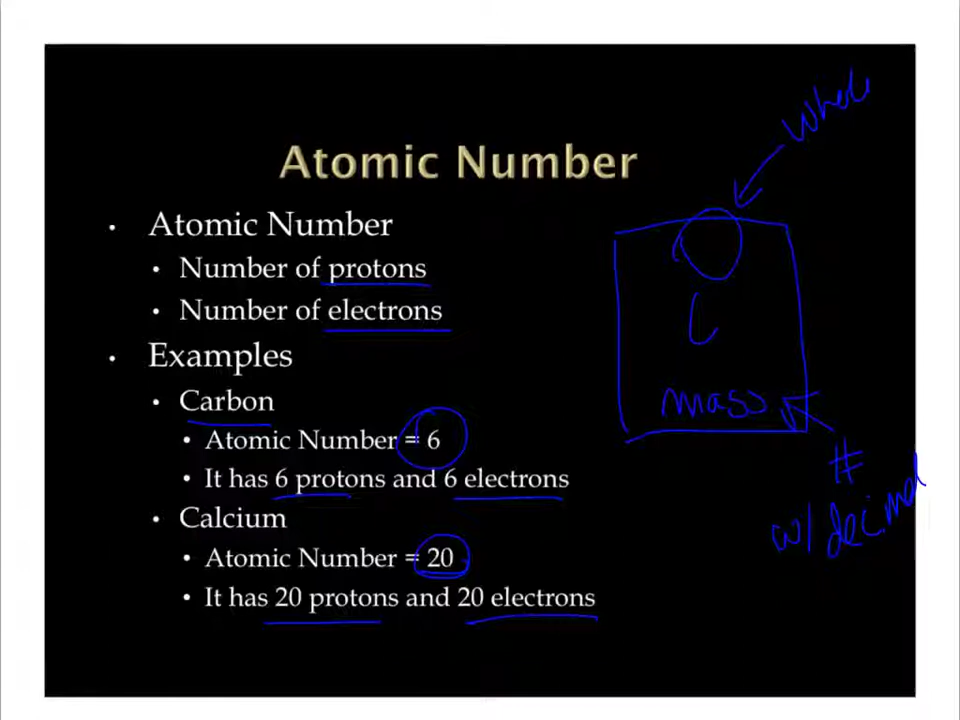 Atomic Number
• Atomic Number
• Number of protons
• Number of electrons
• Examples
• Carbon
• Atomic Number = 6
• It has 6 protons and 6 electrons
• Calcium
• Atomic Number = 20
• It has 20 protons and 20 electrons
whole
C
mass
#
w/ decimal